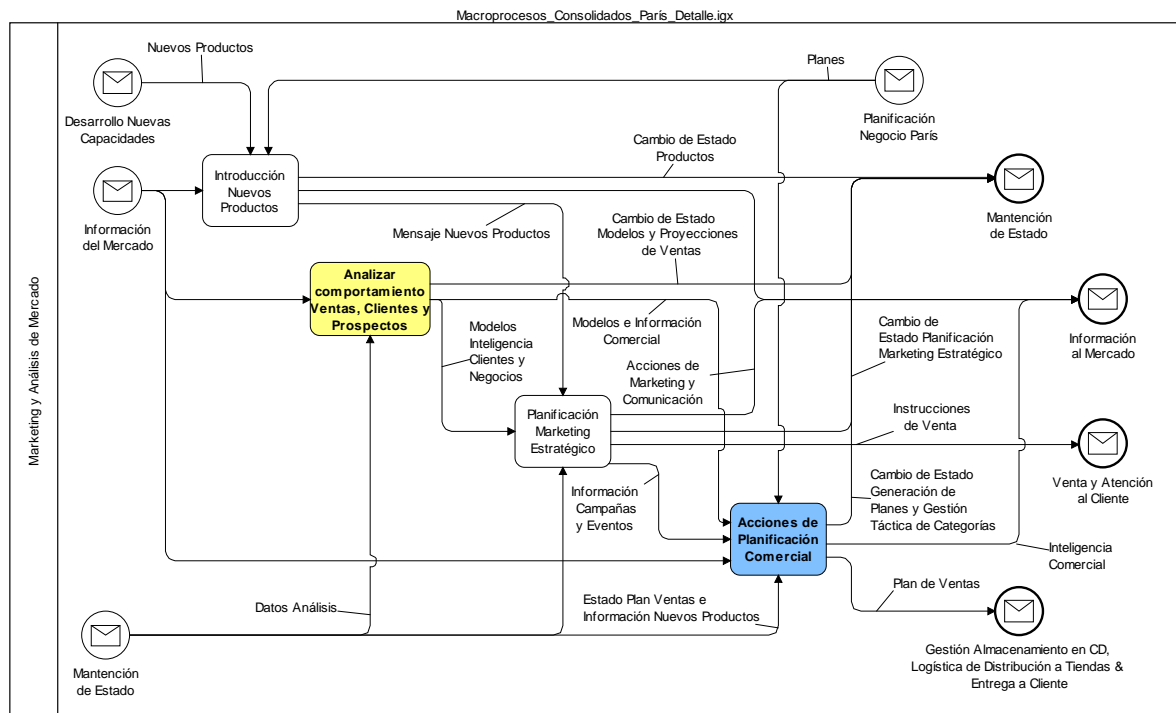 Macroprocesos_Consolidados_París_Detalle.igx
Marketing y Análisis de Mercado
Nuevos Productos
Desarrollo Nuevas
Capacidades
Planes
Planificación
Negocio París
Información
del Mercado
Introducción
Nuevos
Productos
Cambio de Estado
Productos
Mensaje Nuevos Productos
Cambio de Estado
Modelos y Proyecciones
de Ventas
Mantención
de Estado
Analizar
comportamiento
Ventas, Clientes y
Prospectos
Modelos
Inteligencia
Clientes y
Negocios
Modelos e Información
Comercial
Acciones de
Marketing y
Comunicación
Cambio de
Estado Planificación
Marketing Estratégico
Información
al Mercado
Planificación
Marketing
Estratégico
Instrucciones
de Venta
Venta y Atención
al Cliente
Información
Campañas
y Eventos
Cambio de Estado
Generación de
Planes y Gestión
Táctica de Categorías
Acciones de
Planificación
Comercial
Inteligencia
Comercial
Datos Análisis
Estado Plan Ventas e
Información Nuevos Productos
Plan de Ventas
Mantención
de Estado
Gestión Almacenamiento en CD,
Logística de Distribución a Tiendas &
Entrega a Cliente